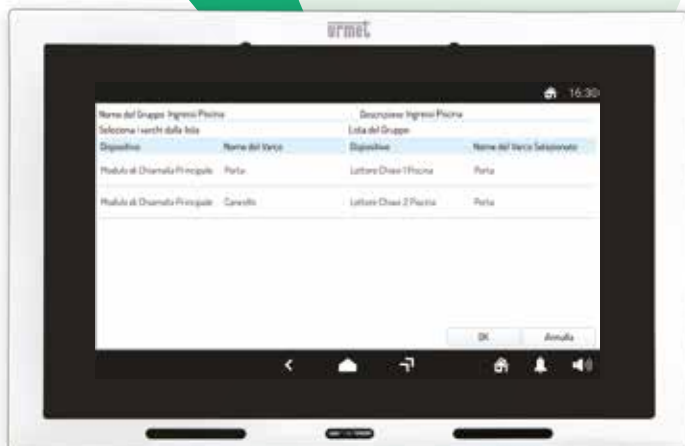 urmet
16:30
Nome del Gruppo Ingressi Piscina Descrizione Ingressi Piscina
Seleziona i varchi dalla lista Lista del Gruppo
Dispositivo Nome del Varco Dispositivo Nome del Varco Selezionato
Modulo di Chiamata Principale Porta Lettore Chiavi 1 Piscina Porta
Modulo di Chiamata Principale Cancello Lettore Chiavi 2 Piscina Porta
OK Annulla